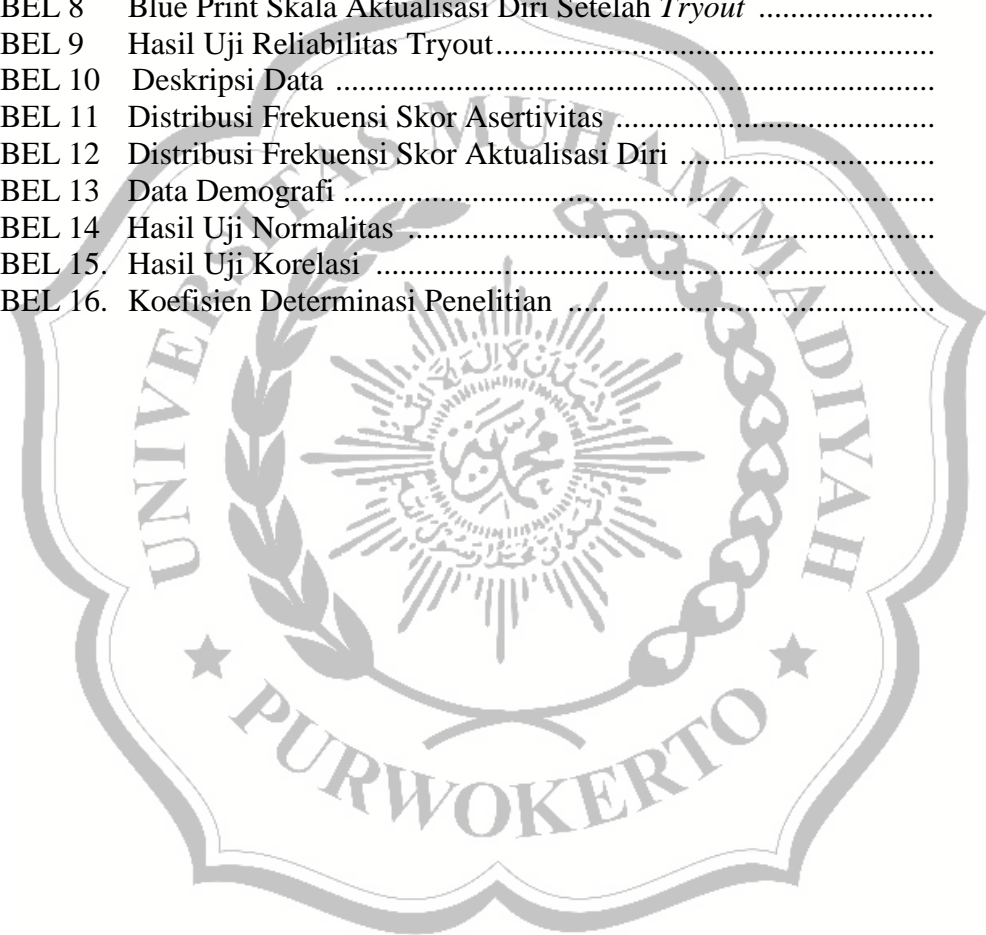 BEL 8 Blue Print Skala Aktualisasi Diri Setelah Tryout .....................
BEL 9 Hasil Uji Reliabilitas Tryout.....................................................
BEL 10 Deskripsi Data ........................................................................
BEL 11 Distribusi Frekuensi Skor Asertivitas ......................................
BEL 12 Distribusi Frekuensi Skor Aktualisasi Diri ..............................
BEL 13 Data Demografi .......................................................................
BEL 14 Hasil Uji Normalitas ...............................................................
BEL 15. Hasil Uji Korelasi ...................................................................
BEL 16. Koefisien Determinasi Penelitian ............................................
UNIVERSITAS MUHAMMADIYAH
PURWOKERTO